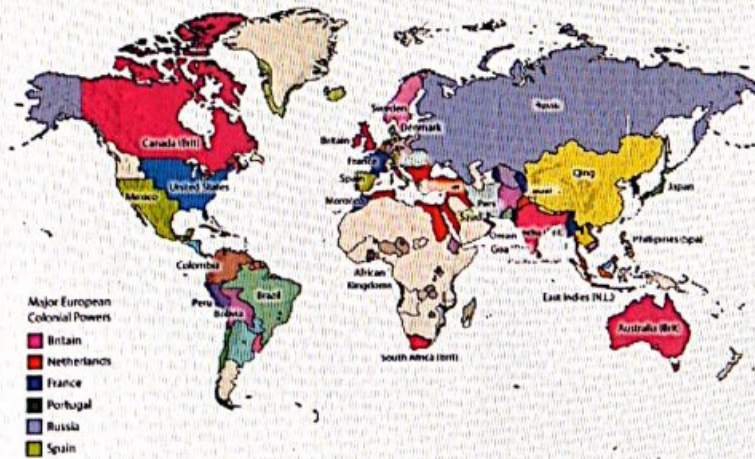 Russia
Sweden
Denmark
Britain
Canada (Brit)
France
Qing
United States
Spain
Japan
Mexico
Morocco
Saudi
Oman
Goa
Philippines (Spa)
Colombia
African
Kingdoms
Brazil
Peru
Bolivia
East Indies (N.L.)
Australia (Brit)
South Africa (Brit)
Major European
Colonial Powers
Britain
Netherlands
France
Portugal
Russia
Spain